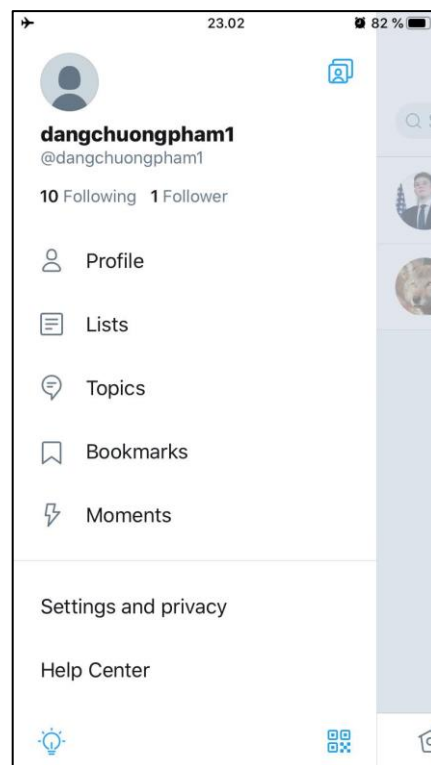 23.02
82 %
dangchuongpham1
@dangchuongpham1
10 Following 1 Follower
Profile
Lists
Topics
Bookmarks
Moments
Settings and privacy
Help Center